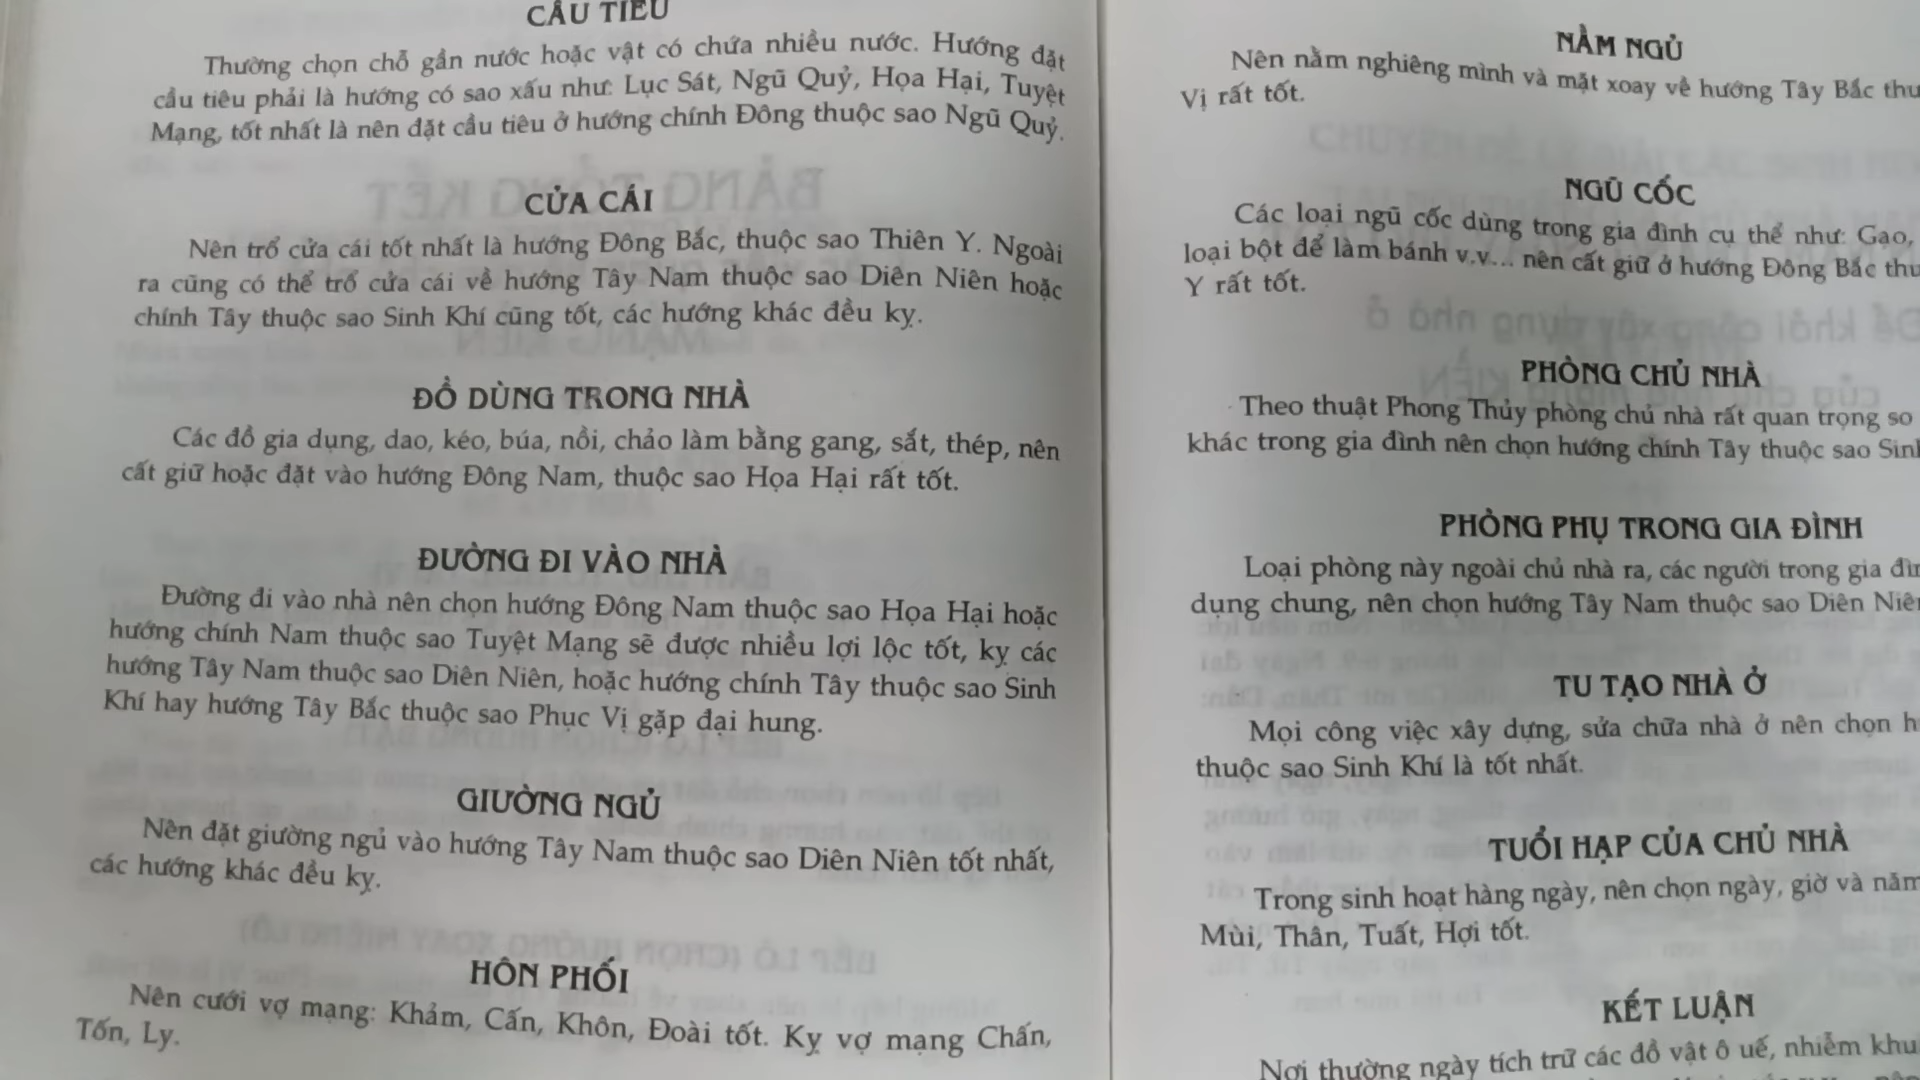 CẦU TIÊU
Thường chọn chỗ gần nước hoặc vật có chứa nhiều nước. Hướng đặt
cầu tiêu phải là hướng có sao xấu như: Lục Sát, Ngũ Quỷ, Họa Hại, Tuyệt
Mạng, tốt nhất là nên đặt cầu tiêu ở hướng chính Đông thuộc sao Ngũ Quỷ.
CỬA CÁI
Nên trổ cửa cái tốt nhất là hướng Đông Bắc, thuộc sao Thiên Y. Ngoài
ra cũng có thể trổ cửa cái về hướng Tây Nam thuộc sao Diên Niên hoặc
chính Tây thuộc sao Sinh Khí cũng tốt, các hướng khác đều kỵ.
ĐỒ DÙNG TRONG NHÀ
Các đồ gia dụng, dao, kéo, búa, nồi, chảo làm bằng gang, sắt, thép, nên
cất giữ hoặc đặt vào hướng Đông Nam, thuộc sao Họa Hại rất tốt.
ĐƯỜNG ĐI VÀO NHÀ
Đường đi vào nhà nên chọn hướng Đông Nam thuộc sao Họa Hại hoặc
hướng chính Nam thuộc sao Tuyệt Mạng sẽ được nhiều lợi lộc tốt, kỵ các
hướng Tây Nam thuộc sao Diên Niên, hoặc hướng chính Tây thuộc sao Sinh
Khí hay hướng Tây Bắc thuộc sao Phục Vị gặp đại hung.
GIƯỜNG NGỦ
Nên đặt giường ngủ vào hướng Tây Nam thuộc sao Diên Niên tốt nhất,
các hướng khác đều kỵ.
HÔN PHỐI
Nên cưới vợ mạng: Khảm, Cấn, Khôn, Đoài tốt. Kỵ vợ mạng Chấn,
Tốn, Ly.
NẰM NGỦ
Nên nằm nghiêng mình và mặt xoay về hướng Tây Bắc
Vị rất tốt.
NGŨ CỐC
Các loại ngũ cốc dùng trong gia đình cụ thể như: Gạo,
loại bột để làm bánh v.v... nên cất giữ ở hướng Đông Bắc
Y rất tốt.
PHÒNG CHỦ NHÀ
Theo thuật Phong Thủy phòng chủ nhà rất quan trọng so
khác trong gia đình nên chọn hướng chính Tây thuộc sao
PHÒNG PHỤ TRONG GIA ĐÌNH
Loại phòng này ngoài chủ nhà ra, các người trong gia
dụng chung, nên chọn hướng Tây Nam thuộc sao Diên
TU TẠO NHÀ Ở
Mọi công việc xây dựng, sửa chữa nhà ở nên chọn
thuộc sao Sinh Khí là tốt nhất.
TUỔI HẠP CỦA CHỦ NHÀ
Trong sinh hoạt hàng ngày, nên chọn ngày, giờ và năm
Mùi, Thân, Tuất, Hợi tốt.
KẾT LUẬN
Nơi thường ngày tích trữ các đồ vật ô uế, nhiễm